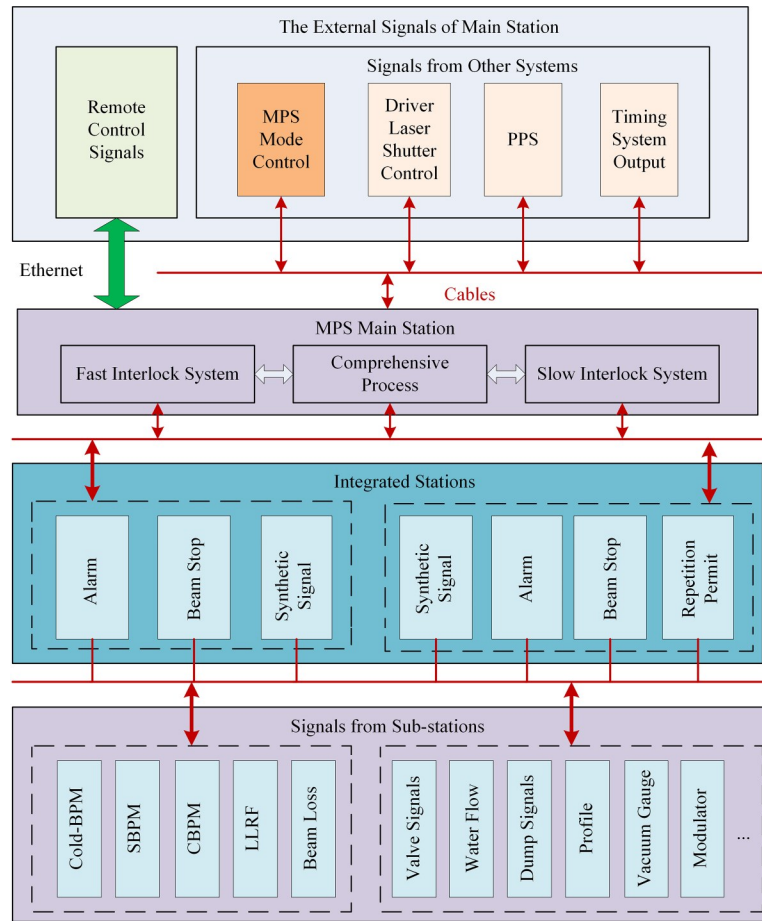 The External Signals of Main Station
Signals from Other Systems
Remote
Control
Signals
MPS
Mode
Control
Driver
Laser
Shutter
Control
PPS
Timing
System
Output
Ethernet
Cables
MPS Main Station
Fast Interlock System
Comprehensive
Process
Slow Interlock System
Integrated Stations
Alarm
Beam Stop
Synthetic
Signal
Synthetic
Signal
Alarm
Beam Stop
Repetition
Permit
Signals from Sub-stations
Cold-BPM
SBPM
CBPM
LLRF
Beam Loss
Valve Signals
Water Flow
Dump Signals
Profile
Vacuum Gauge
Modulator
...